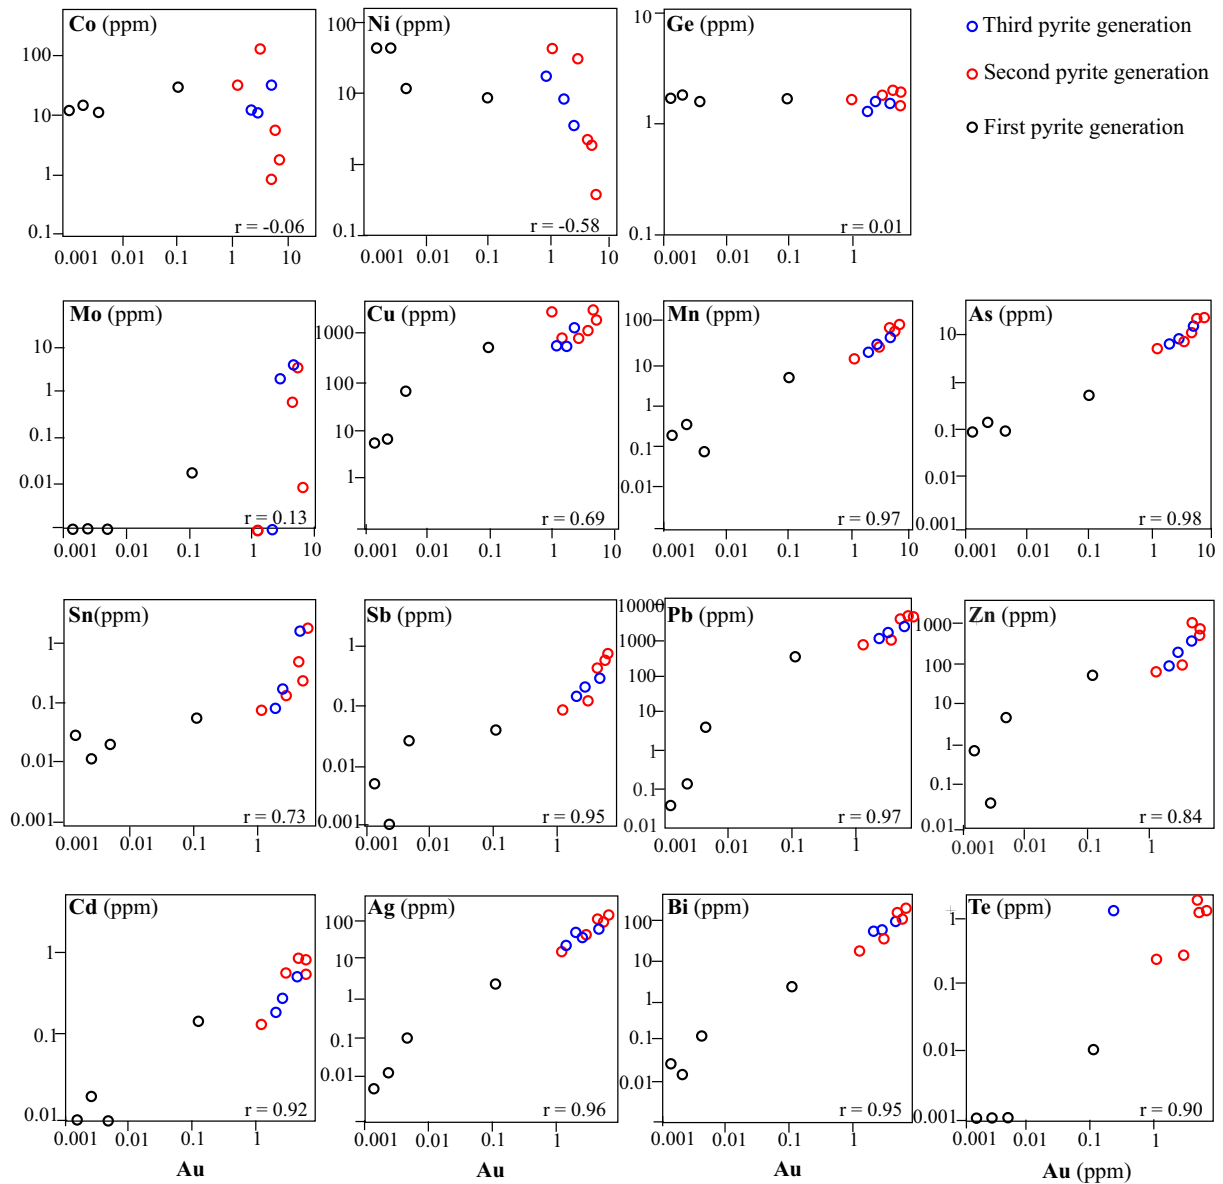 Co (ppm)
100
10
1
0.1
r = -0.06
0.001 0.01 0.1 1 10
Ni (ppm)
100
10
1
0.1
r = -0.58
0.001 0.01 0.1 1 10
Ge (ppm)
10
1
0.1
r = 0.01
0.001 0.01 0.1 1
Third pyrite generation
Second pyrite generation
First pyrite generation
Mo (ppm)
10
1
0.1
0.01
r = 0.13
0.001 0.01 0.1 1 10
Cu (ppm)
1000
100
10
1
r = 0.69
0.001 0.01 0.1 1 10
Mn (ppm)
100
10
1
0.1
0.01
r = 0.97
0.001 0.01 0.1 1 10
As (ppm)
10
1
0.1
0.01
0.001
r = 0.98
0.001 0.01 0.1 1 10
Sn(ppm)
1
0.1
0.01
0.001
r = 0.73
0.001 0.01 0.1 1
Sb (ppm)
1
0.1
0.01
0.001
r = 0.95
0.001 0.01 0.1 1
Pb (ppm)
10000
1000
100
10
1
0.1
0.01
r = 0.97
0.001 0.01 0.1 1
Zn (ppm)
1000
100
10
1
0.1
0.01
r = 0.84
0.001 0.01 0.1 1
Cd (ppm)
1
0.1
0.01
r = 0.92
0.001 0.01 0.1 1
Au
Ag (ppm)
100
10
1
0.1
0.01
r = 0.96
0.001 0.01 0.1 1
Au
Bi (ppm)
100
10
1
0.1
0.01
r = 0.95
0.001 0.01 0.1 1
Au
Te (ppm)
1
0.1
0.01
0.001
r = 0.90
0.001 0.01 0.1 1
Au (ppm)